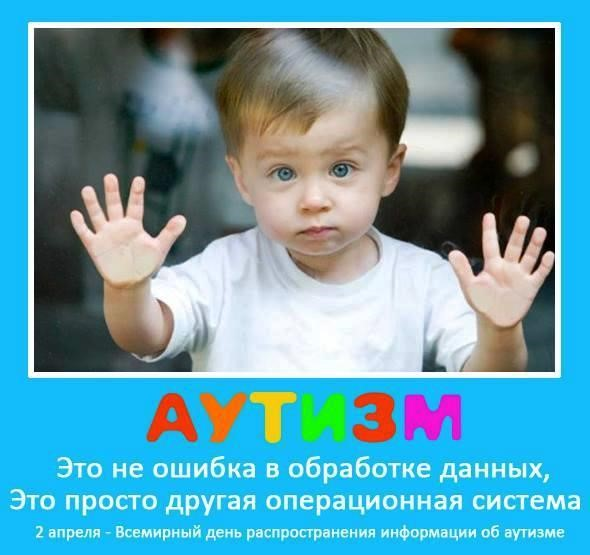 АУТИЗМ
Это не ошибка в обработке данных,
Это просто другая операционная система
2 апреля - Всемирный день распространения информации об аутизме